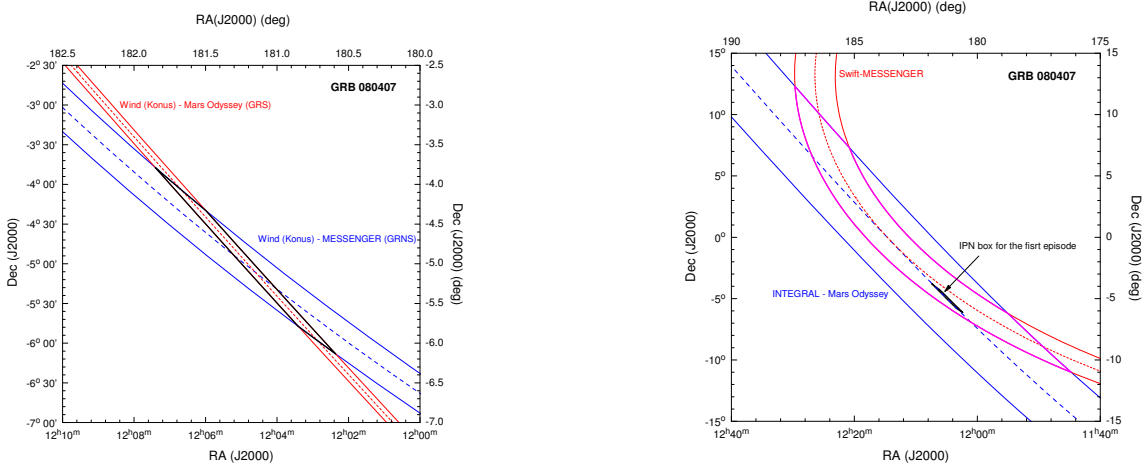 RA(J2000) (deg)
182.5 182.0 181.5 181.0 180.5 180.0
-2° 30' -2.5
GRB 080407
-3° 00' -3.0
Wind (Konus) - Mars Odyssey (GRS)
-3° 30' -3.5
-4° 00' -4.0
-4° 30' -4.5
Wind (Konus) - MESSENGER (GRNS)
-5° 00' -5.0
-5° 30' -5.5
-6° 00' -6.0
-6° 30' -6.5
-7° 00' -7.0
Dec (J2000)
Dec (J2000) (deg)
12h10m 12h08m 12h06m 12h04m 12h02m 12h00m
RA (J2000)
RA(J2000) (deg)
190 185 180 175
15° 15
Swift-MESSENGER
GRB 080407
10° 10
5° 5
0° 0
IPN box for the fisrt episode
INTEGRAL - Mars Odyssey
-5° -5
-10° -10
-15° -15
Dec (J2000)
Dec (J2000) (deg)
12h40m 12h20m 12h00m 11h40m
RA (J2000)